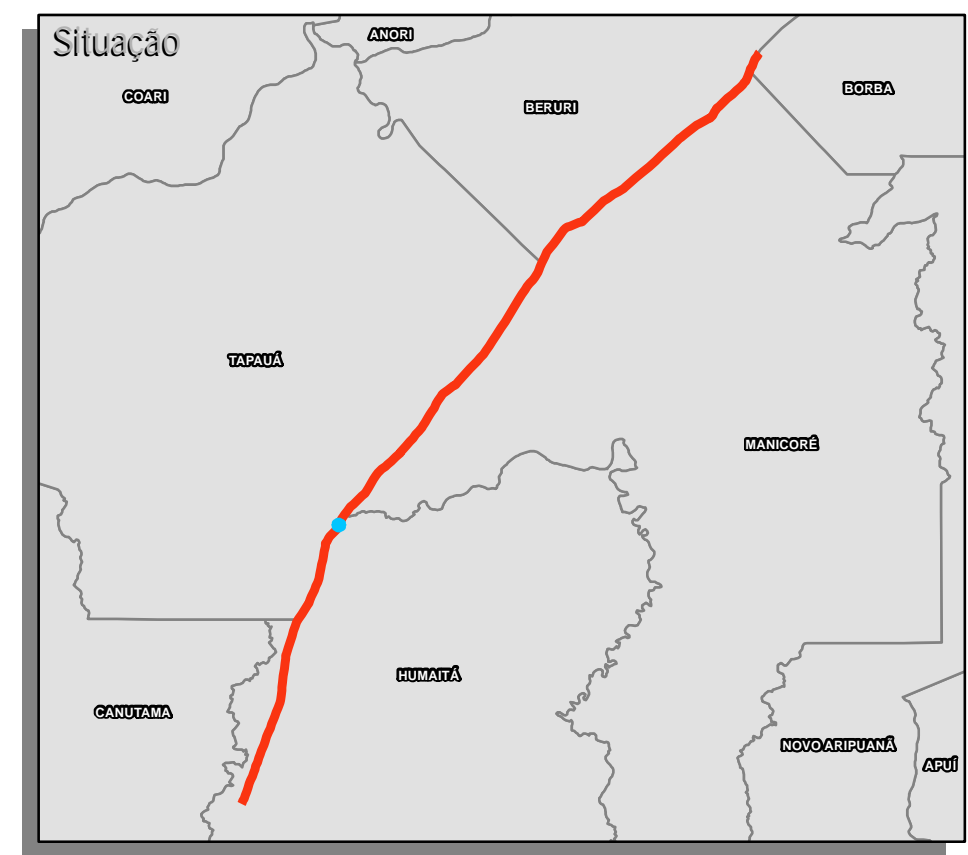 Situação
ANORI
COARI
BORBA
BERURI
TAPAUÁ
MANICORÉ
HUMAITÁ
CANUTAMA
NOVO ARIPUANÃ
APUÍ